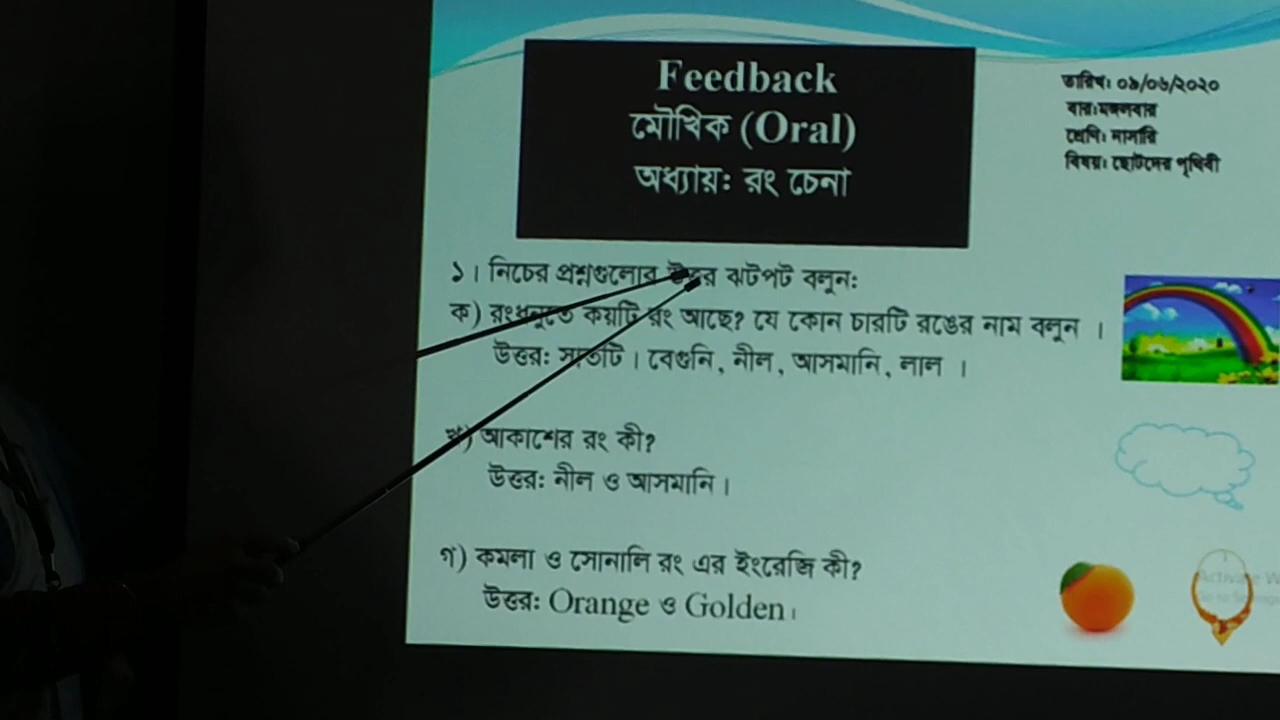 Feedback
মৌখিক (Oral)
অধ্যায়ঃ রং চেনা
তারিখঃ ০৯/০৬/২০২০
বারঃমঙ্গলবার
শ্রেণিঃ নার্সারি
বিষয়ঃ ছোটদের পৃথিবী
১। নিচের প্রশ্নগুলোর উত্তর ঝটপট বলুনঃ
ক) রংধনুতে কয়টি রং আছে? যে কোন চারটি রঙের নাম বলুন ।
উত্তরঃ সাতটি । বেগুনি, নীল, আসমানি, লাল ।
খ) আকাশের রং কী?
উত্তরঃ নীল ও আসমানি ।
গ) কমলা ও সোনালি রং এর ইংরেজি কী?
উত্তরঃ Orange ও Golden।
Activate W